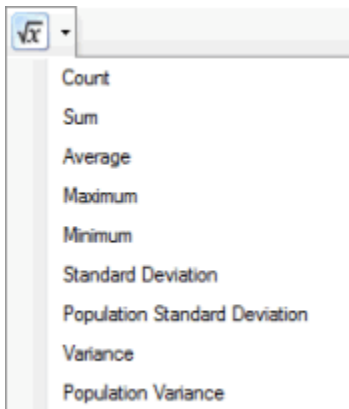 √x
Count
Sum
Average
Maximum
Minimum
Standard Deviation
Population Standard Deviation
Variance
Population Variance